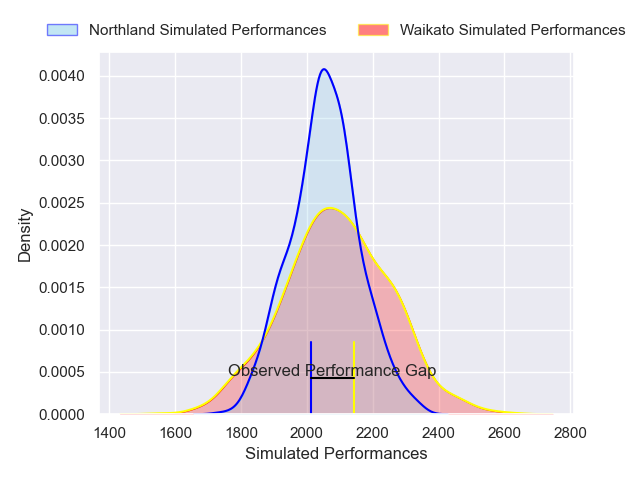 Northland Simulated Performances
Waikato Simulated Performances
0.0040
0.0035
0.0030
0.0025
0.0020
0.0015
0.0010
0.0005
0.0000
Density
Observed Performance Gap
1400 1600 1800 2000 2200 2400 2600 2800
Simulated Performances